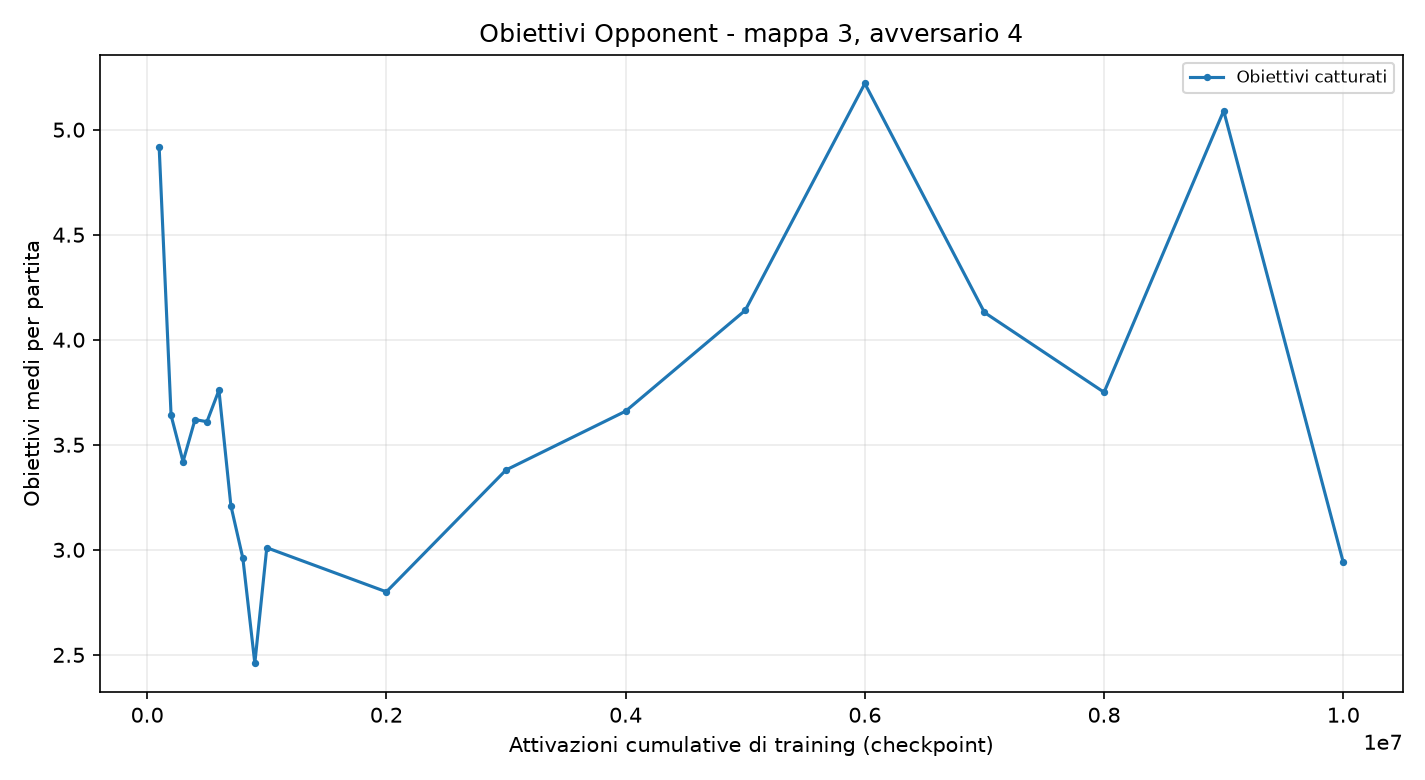 Obiettivi Opponent - mappa 3, avversario 4
Obiettivi catturati
Obiettivi medi per partita
5.0
4.5
4.0
3.5
3.0
2.5
0.0 0.2 0.4 0.6 0.8 1.0
1e7
Attivazioni cumulative di training (checkpoint)